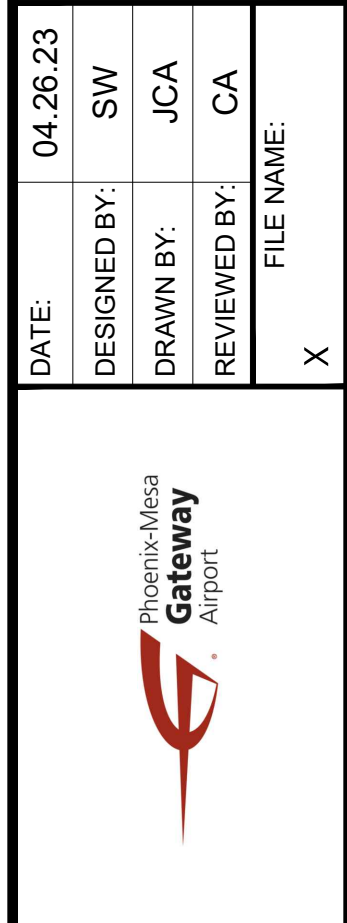 Phoenix-Mesa
Gateway
Airport
®
DATE: 04.26.23
DESIGNED BY: SW
DRAWN BY: JCA
REVIEWED BY: CA
FILE NAME:
X